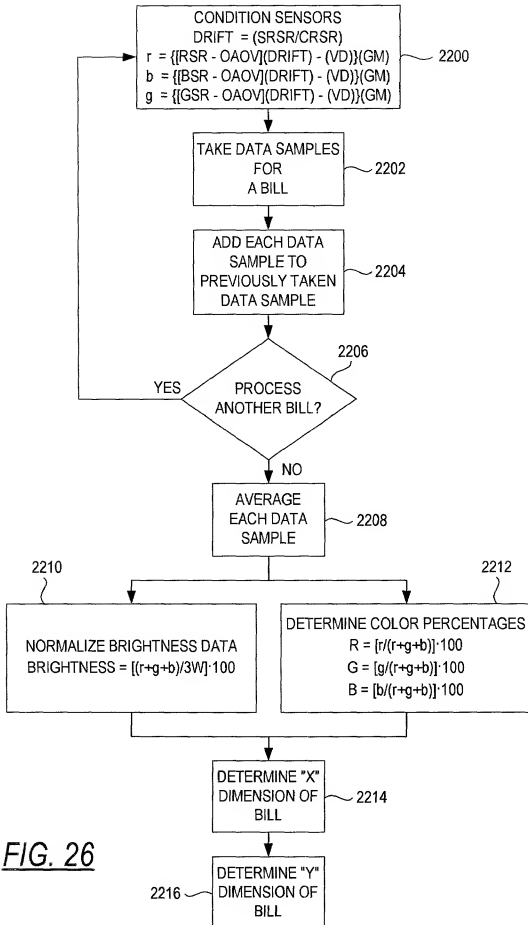 CONDITION SENSORS
DRIFT = (SRSR/CRSR)
r = {[RSR - OAOV](DRIFT) - (VD)}(GM)
b = {[BSR - OAOV](DRIFT) - (VD)}(GM)
g = {[GSR - OAOV](DRIFT) - (VD)}(GM)
2200
TAKE DATA SAMPLES
FOR
A BILL
2202
ADD EACH DATA
SAMPLE TO
PREVIOUSLY TAKEN
DATA SAMPLE
2204
2206
YES
PROCESS
ANOTHER BILL?
NO
AVERAGE
EACH DATA
SAMPLE
2208
2210
NORMALIZE BRIGHTNESS DATA
BRIGHTNESS = [(r+g+b)/3W]·100
2212
DETERMINE COLOR PERCENTAGES
R = [r/(r+g+b)]·100
G = [g/(r+g+b)]·100
B = [b/(r+g+b)]·100
DETERMINE "X"
DIMENSION OF
BILL
2214
FIG. 26
2216
DETERMINE "Y"
DIMENSION OF
BILL